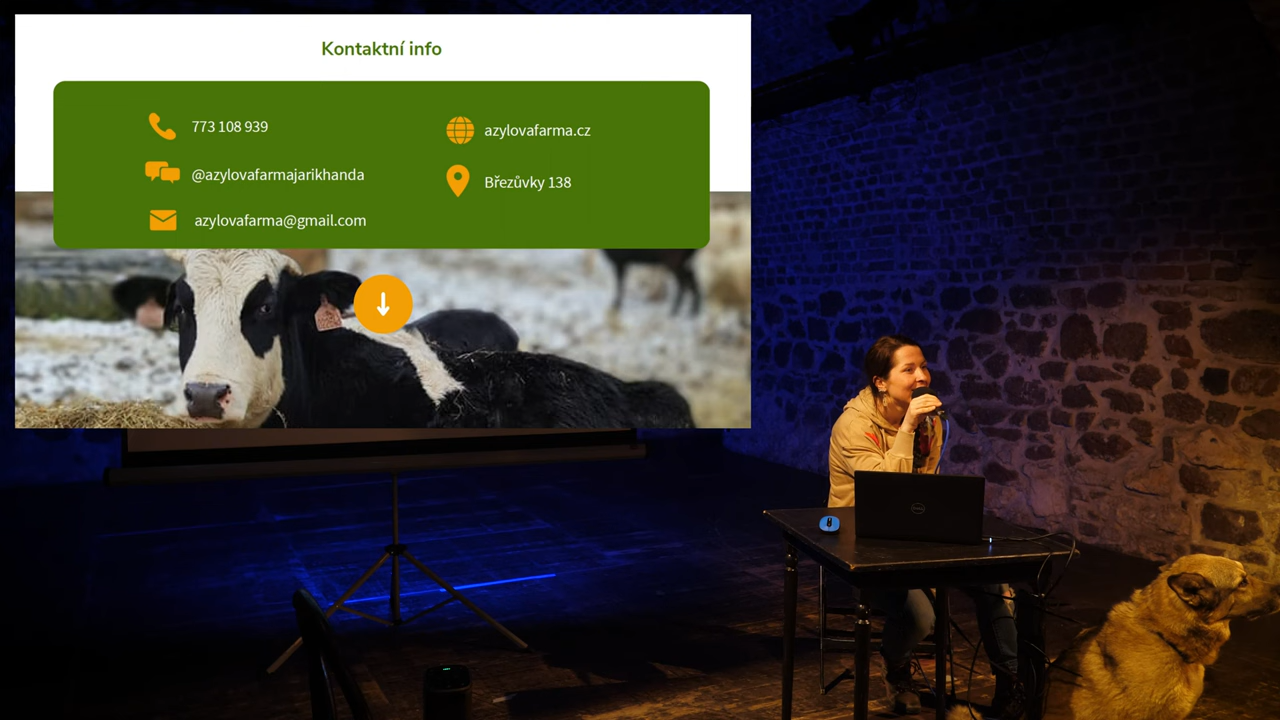 Kontaktní info
773 108 939
@azylovafarmajarikhanda
azylovafarma@gmail.com
azylovafarma.cz
Březůvky 138